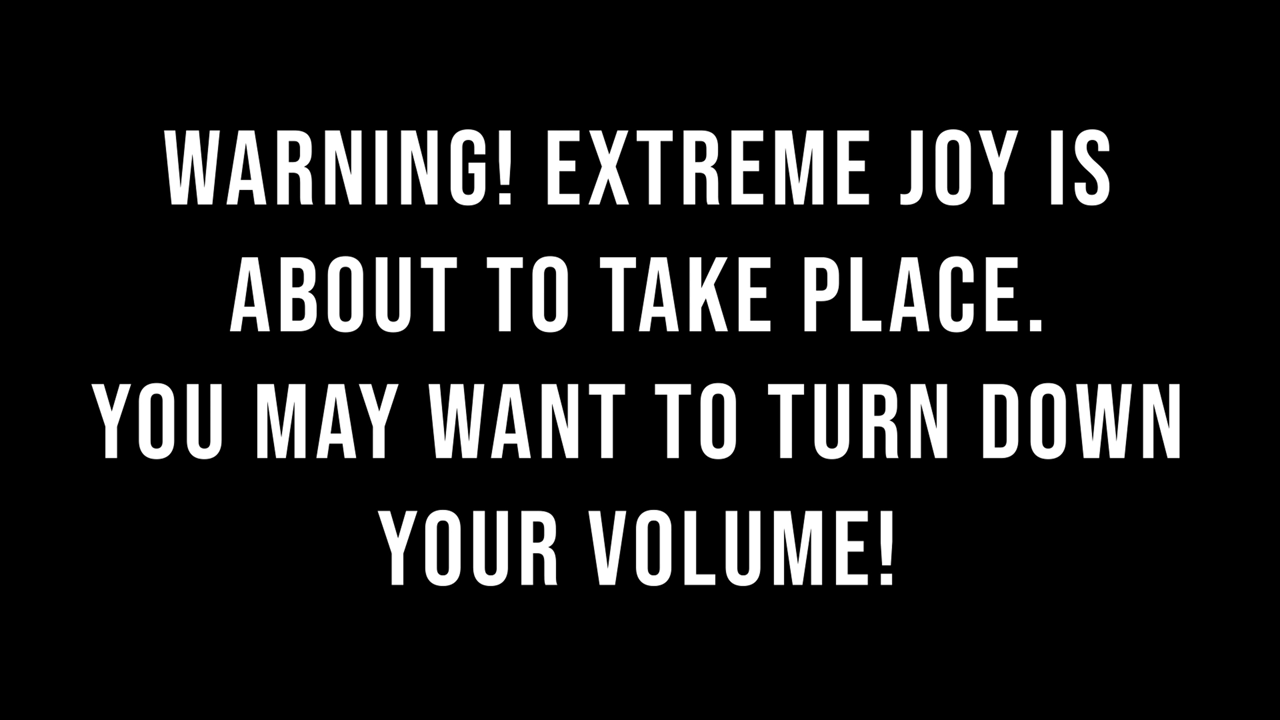 WARNING! EXTREME JOY IS
ABOUT TO TAKE PLACE.
YOU MAY WANT TO TURN DOWN
YOUR VOLUME!